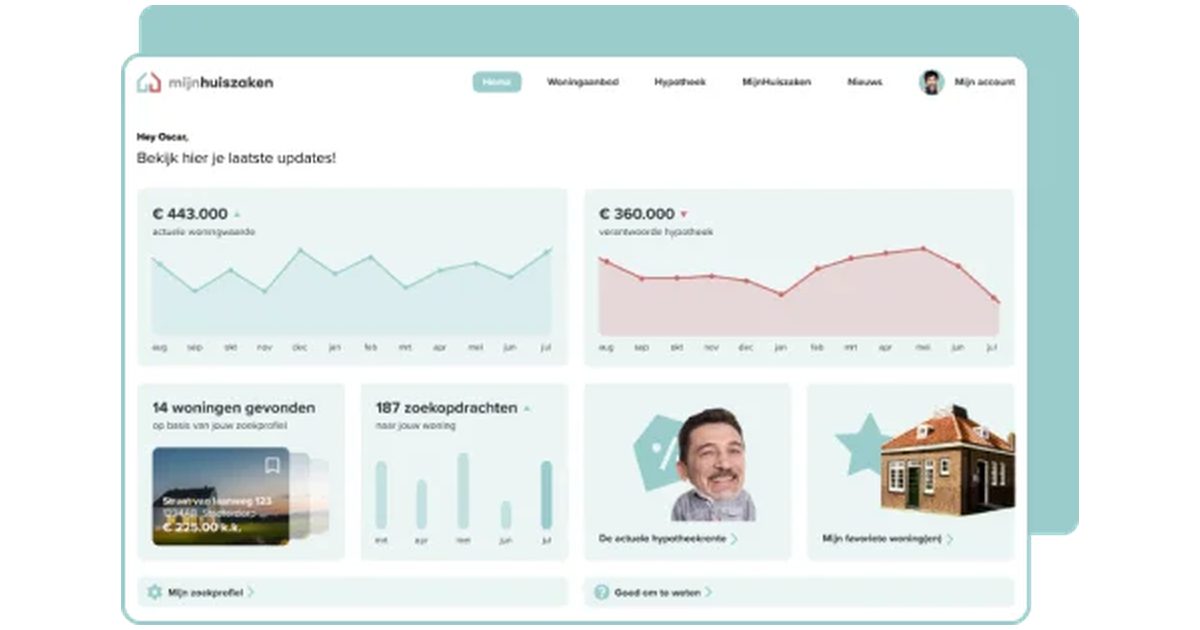 mijnhuiszaken
Home Woningaanbod Hypotheek MijnHuiszaken Nieuws Mijn account
Hey Oscar,
Bekijk hier je laatste updates!
€ 443.000
actuele woningwaarde
aug sep okt nov dec jan feb mrt apr mei jun jul
€ 360.000
verantwoorde hypotheek
aug sep okt nov dec jan feb mrt apr mei jun jul
14 woningen gevonden
op basis van jouw zoekprofiel
123
€ 225.00 k.k.
187 zoekopdrachten
naar jouw woning
mrt apr mei jun jul
%
De actuele hypotheekrente
Mijn favoriete woning(en)
Mijn zoekprofiel
? Goed om te weten